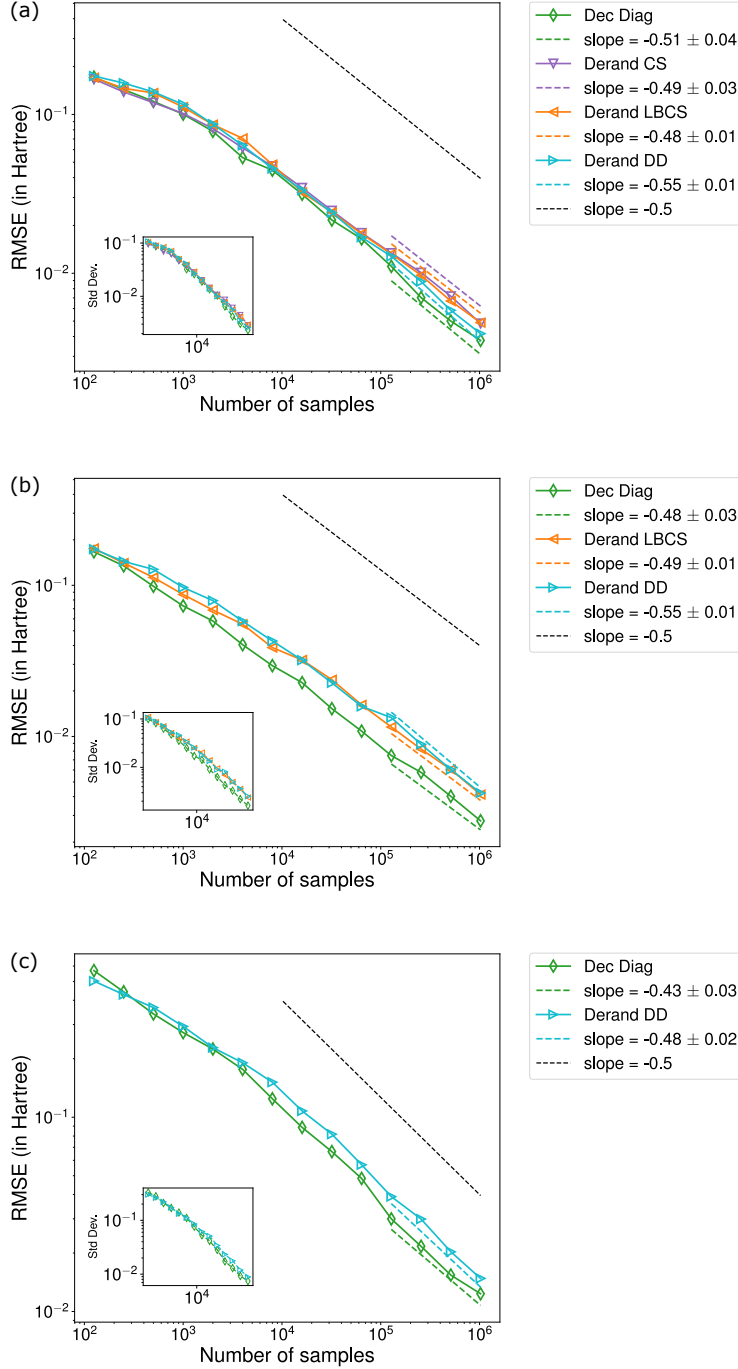 (a)
RMSE (in Hartree)
10⁻¹
10⁻²
Std Dev.
10⁻¹
10⁻²
10⁴
10² 10³ 10⁴ 10⁵ 10⁶
Number of samples
Dec Diag
slope = -0.51 ± 0.04
Derand CS
slope = -0.49 ± 0.03
Derand LBCS
slope = -0.48 ± 0.01
Derand DD
slope = -0.55 ± 0.01
slope = -0.5
(b)
RMSE (in Hartree)
10⁻¹
10⁻²
Std Dev.
10⁻¹
10⁻²
10⁴
10² 10³ 10⁴ 10⁵ 10⁶
Number of samples
Dec Diag
slope = -0.48 ± 0.03
Derand LBCS
slope = -0.49 ± 0.01
Derand DD
slope = -0.55 ± 0.01
slope = -0.5
(c)
RMSE (in Hartree)
10⁻¹
10⁻²
Std Dev.
10⁻¹
10⁻²
10⁴
10² 10³ 10⁴ 10⁵ 10⁶
Number of samples
Dec Diag
slope = -0.43 ± 0.03
Derand DD
slope = -0.48 ± 0.02
slope = -0.5